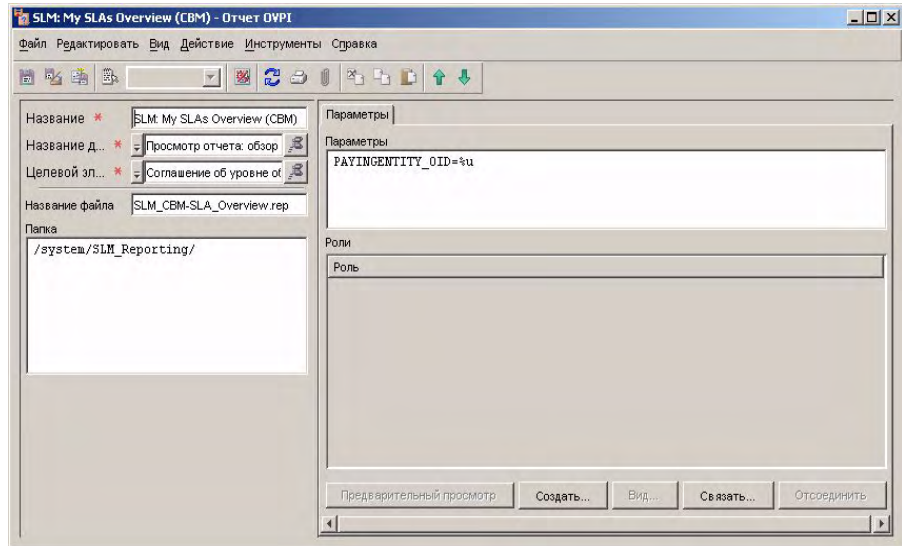 SLM: My SLAs Overview (CBM) - Отчет OVPI
Файл Редактировать Вид Действие Инструменты Справка
Название * SLM: My SLAs Overview (CBM)
Название д... * Просмотр отчета: обзор
Целевой эл... * Соглашение об уровне об
Название файла SLM_CBM-SLA_Overview.rep
Папка
/system/SLM_Reporting/
Параметры
Параметры
PAYINGENTITY_OID=%u
Роли
Роль
Предварительный просмотр Создать... Вид... Связать... Отсоединить